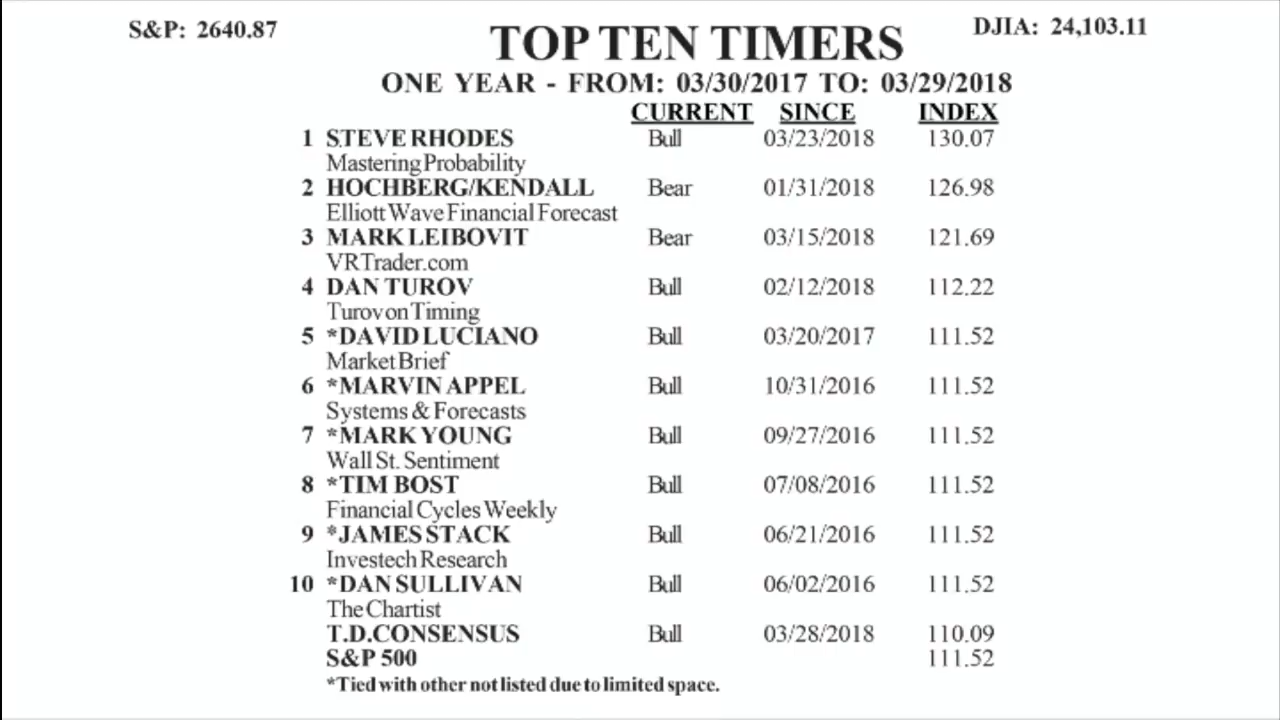 S&P: 2640.87
TOP TEN TIMERS
DJIA: 24,103.11
ONE YEAR - FROM: 03/30/2017 TO: 03/29/2018
CURRENT SINCE INDEX
1 STEVE RHODES Bull 03/23/2018 130.07
Mastering Probability
2 HOCHBERG/KENDALL Bear 01/31/2018 126.98
Elliott Wave Financial Forecast
3 MARK LEIBOVIT Bear 03/15/2018 121.69
VRTrader.com
4 DAN TUROV Bull 02/12/2018 112.22
Turov on Timing
5 *DAVID LUCIANO Bull 03/20/2017 111.52
Market Brief
6 *MARVIN APPEL Bull 10/31/2016 111.52
Systems & Forecasts
7 *MARK YOUNG Bull 09/27/2016 111.52
Wall St. Sentiment
8 *TIM BOST Bull 07/08/2016 111.52
Financial Cycles Weekly
9 *JAMES STACK Bull 06/21/2016 111.52
Investech Research
10 *DAN SULLIVAN Bull 06/02/2016 111.52
The Chartist
T.D.CONSENSUS Bull 03/28/2018 110.09
S&P 500 111.52
*Tied with other not listed due to limited space.